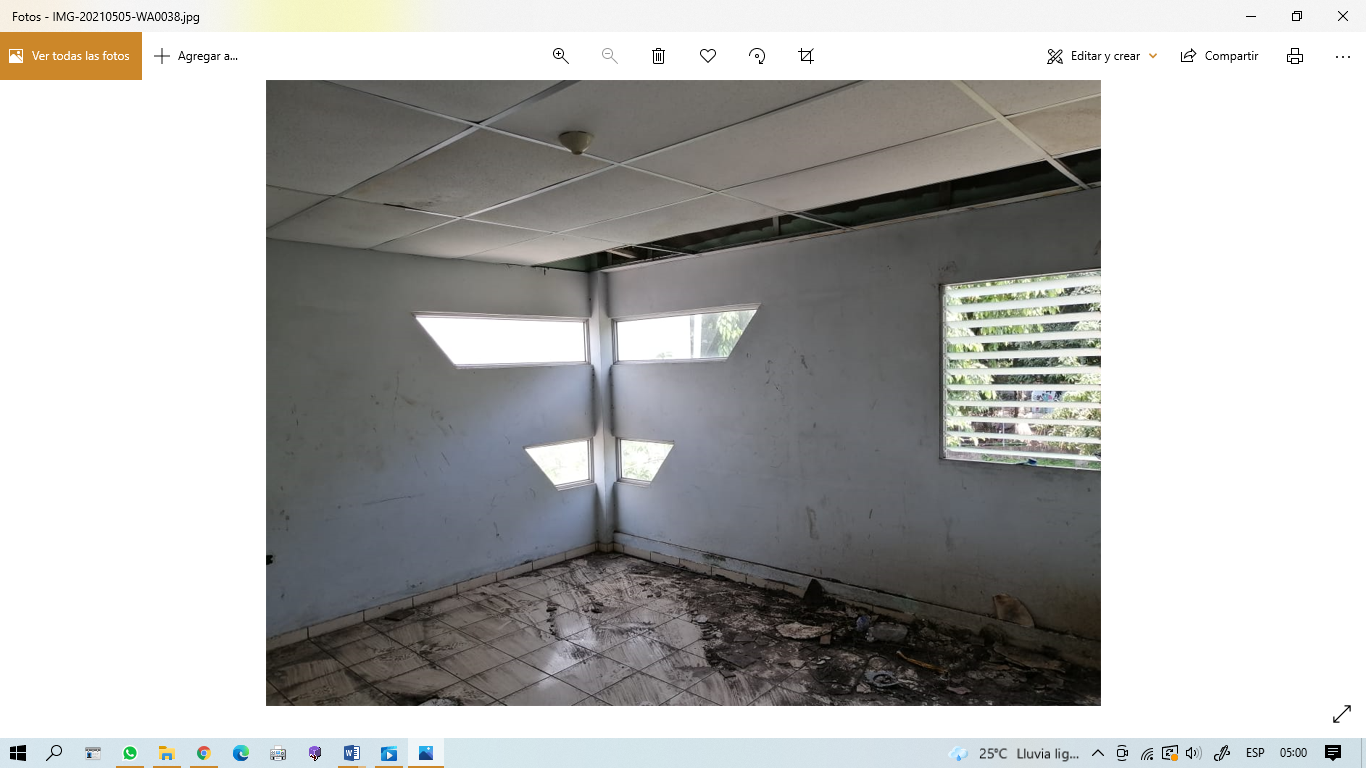 Fotos - IMG-20210505-WA0038.jpg
Ver todas las fotos
Agregar a...
Editar y crear
Compartir
25°C Lluvia lig...
ESP
05:00